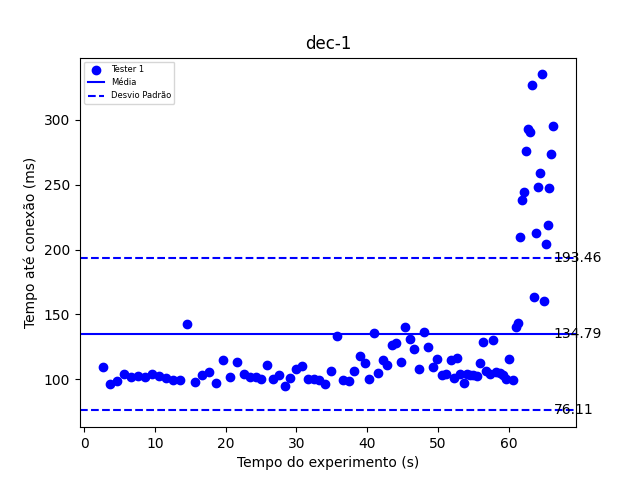 dec-1
Tester 1
Média
Desvio Padrão
Tempo até conexão (ms)
300
250
200
150
100
193.46
134.79
76.11
0 10 20 30 40 50 60
Tempo do experimento (s)